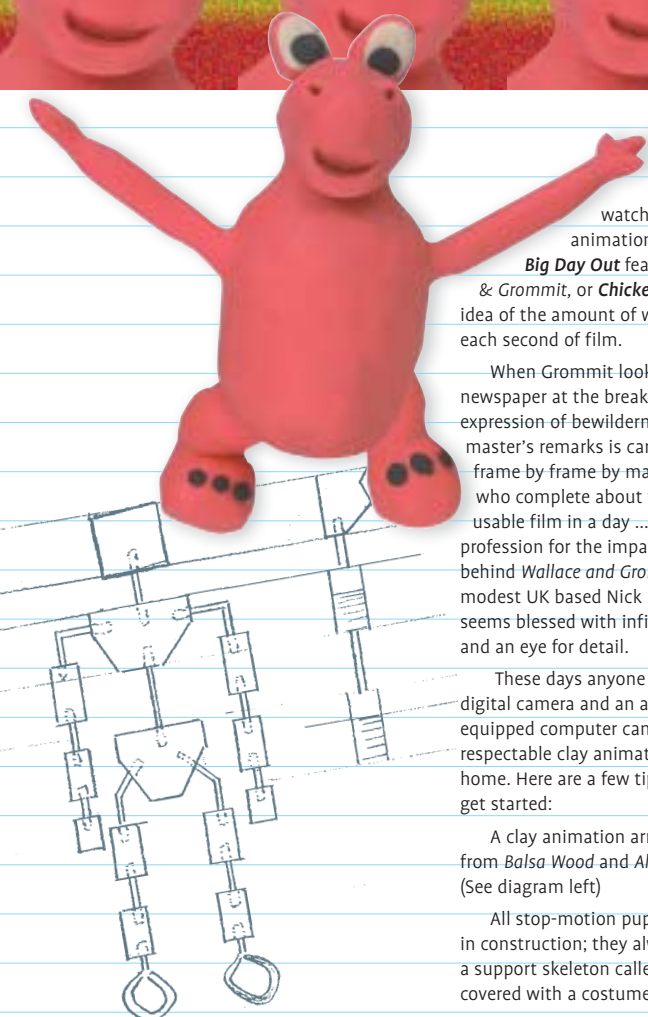 watch
animation
Big Day Out fea
& Grommit, or Chicke
idea of the amount of w
each second of film.
When Grommit look
newspaper at the break
expression of bewildern
master's remarks is car
frame by frame by ma
who complete about
usable film in a day ...
profession for the impa
behind Wallace and Gro
modest UK based Nick
seems blessed with infi
and an eye for detail.
These days anyone
digital camera and an a
equipped computer can
respectable clay animat
home. Here are a few tip
get started:
A clay animation arr
from Balsa Wood and Al
(See diagram left)
All stop-motion pup
in construction; they alw
a support skeleton calle
covered with a costume